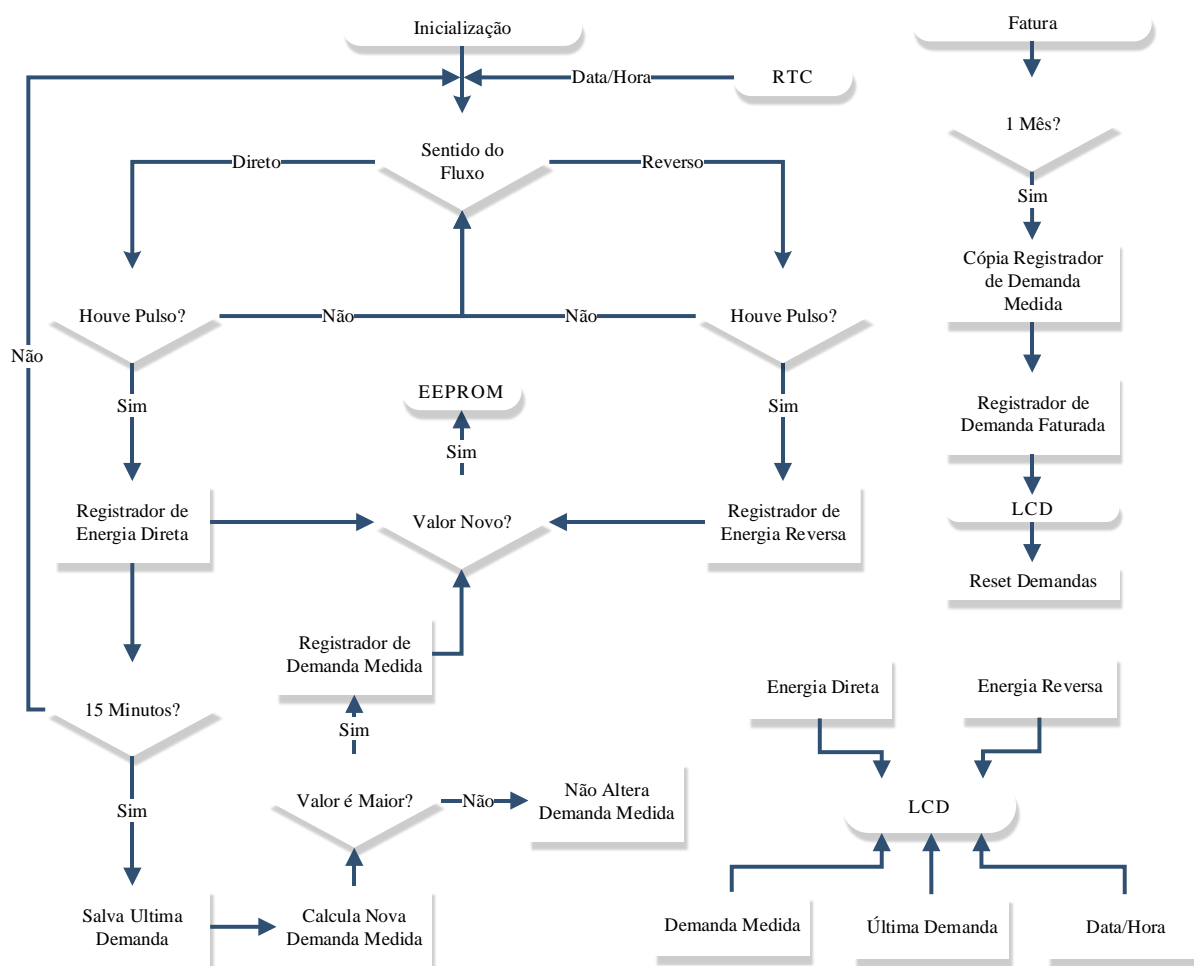 Inicialização
Data/Hora
RTC
Sentido do
Fluxo
Direto
Reverso
Houve Pulso?
Não
Não
Houve Pulso?
Não
Sim
EEPROM
Sim
Sim
Registrador de
Energia Direta
Valor Novo?
Registrador de
Energia Reversa
Registrador de
Demanda Medida
15 Minutos?
Sim
Sim
Valor é Maior?
Não
Não Altera
Demanda Medida
Salva Ultima
Demanda
Calcula Nova
Demanda Medida
Fatura
1 Mês?
Sim
Cópia Registrador
de Demanda
Medida
Registrador de
Demanda Faturada
LCD
Reset Demandas
Energia Direta
Energia Reversa
LCD
Demanda Medida
Última Demanda
Data/Hora